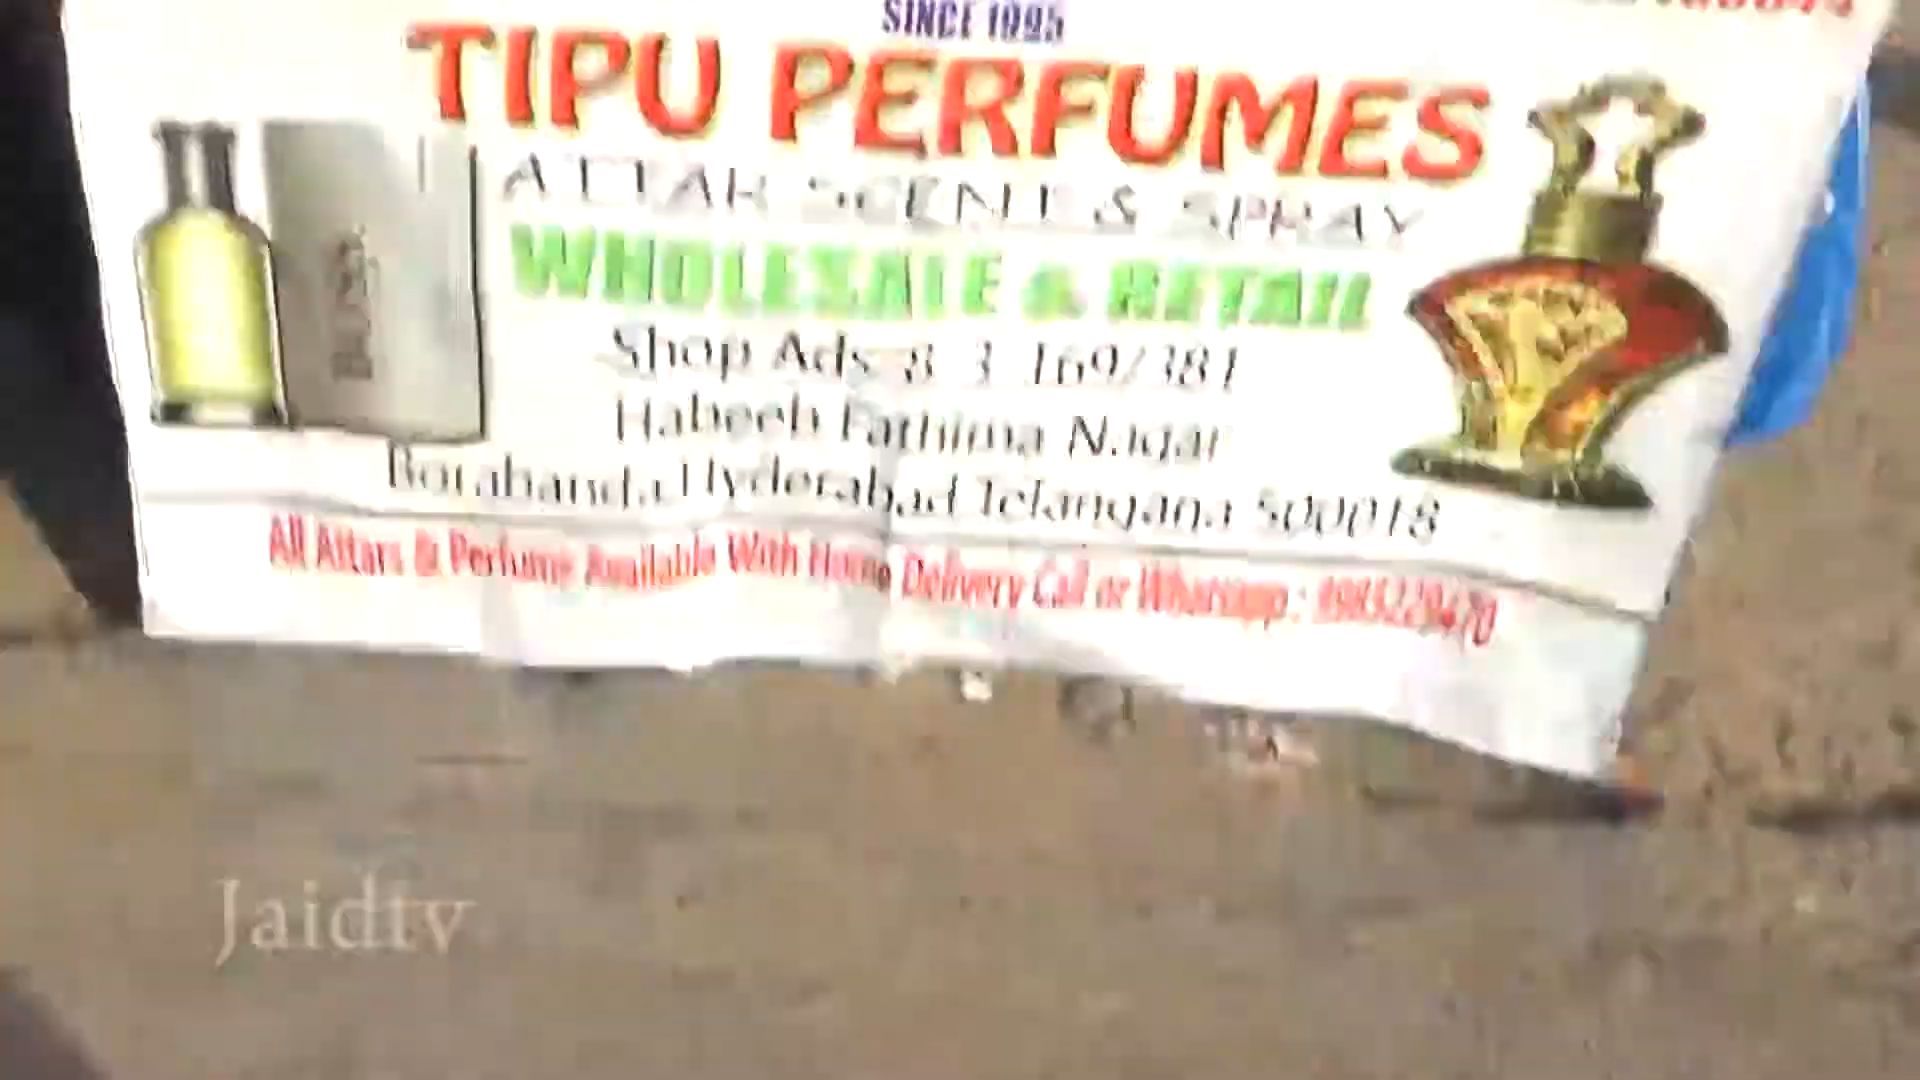 SINCE 1995
TIPU PERFUMES
ATTAR SCENT & SPRAY
WHOLESALE & RETAIL
Shop Ads 8 3 169/381
Habeeb Fathima Nagar
Borabanda Hyderabad Telangana 500018
All Attars & Perfume Available With Home Delivery Call or Whatsapp :
Jaidtv